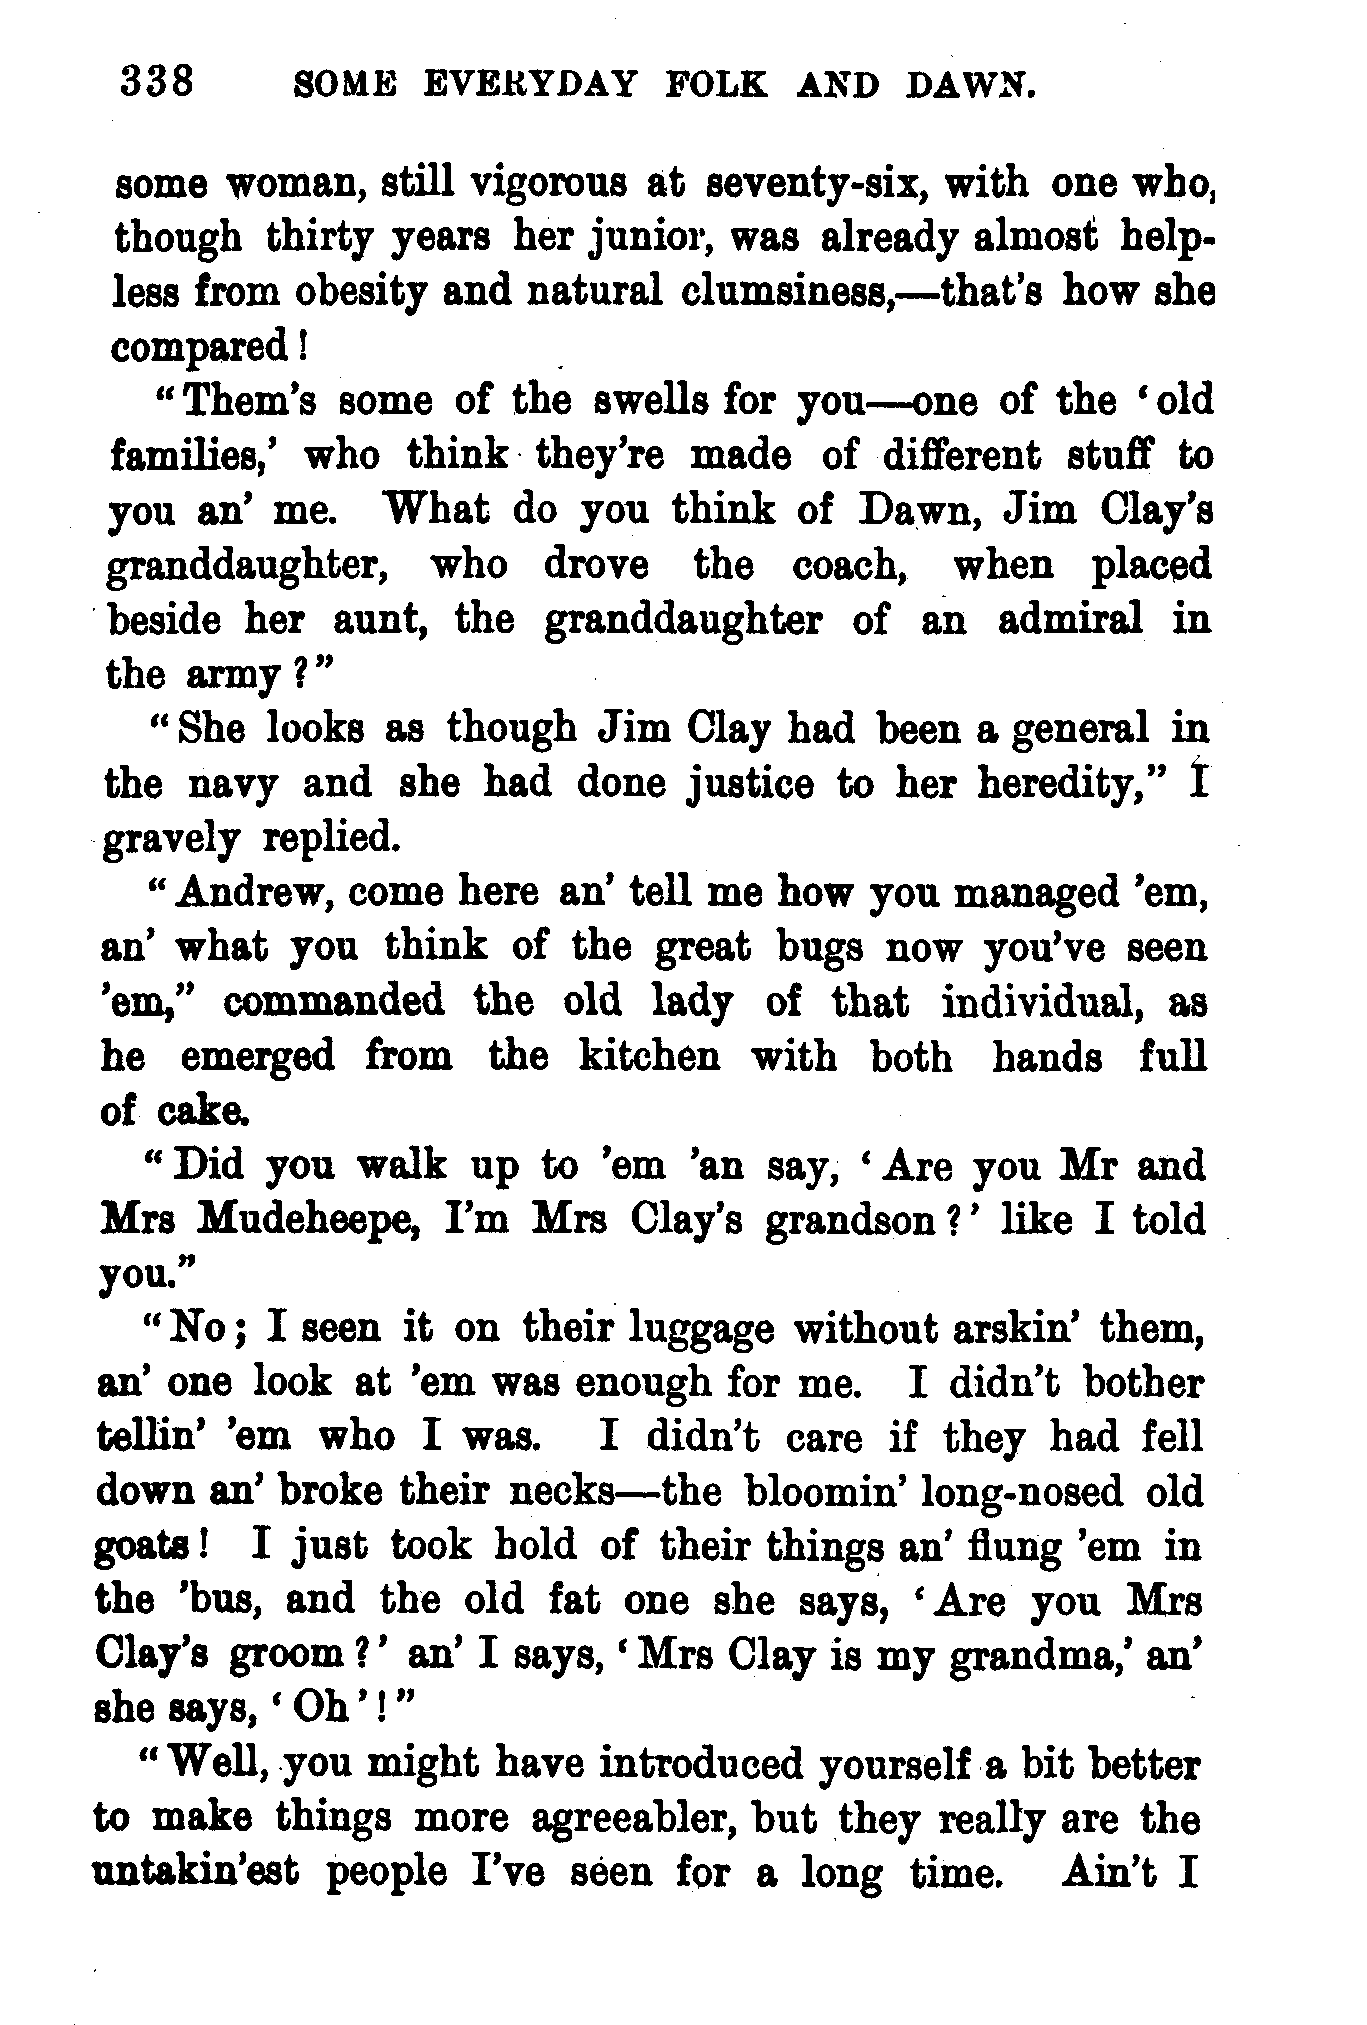 338 SOME EVERYDAY FOLK AND DAWN.
some woman, still vigorous at seventy-six, with one who,
though thirty years her junior, was already almost help-
less from obesity and natural clumsiness,—that's how she
compared!
"Them's some of the swells for you—one of the 'old
families,' who think they're made of different stuff to
you an' me. What do you think of Dawn, Jim Clay's
granddaughter, who drove the coach, when placed
beside her aunt, the granddaughter of an admiral in
the army?"
"She looks as though Jim Clay had been a general in
the navy and she had done justice to her heredity," I
gravely replied.
"Andrew, come here an' tell me how you managed 'em,
an' what you think of the great bugs now you've seen
'em," commanded the old lady of that individual, as
he emerged from the kitchen with both hands full
of cake.
"Did you walk up to 'em 'an say, 'Are you Mr and
Mrs Mudeheepe, I'm Mrs Clay's grandson?' like I told
you."
"No; I seen it on their luggage without arskin' them,
an' one look at 'em was enough for me. I didn't bother
tellin' 'em who I was. I didn't care if they had fell
down an' broke their necks—the bloomin' long-nosed old
goats! I just took hold of their things an' flung 'em in
the 'bus, and the old fat one she says, 'Are you Mrs
Clay's groom?' an' I says, 'Mrs Clay is my grandma,' an'
she says, 'Oh'!"
"Well, you might have introduced yourself a bit better
to make things more agreeabler, but they really are the
untakin'est people I've seen for a long time. Ain't I